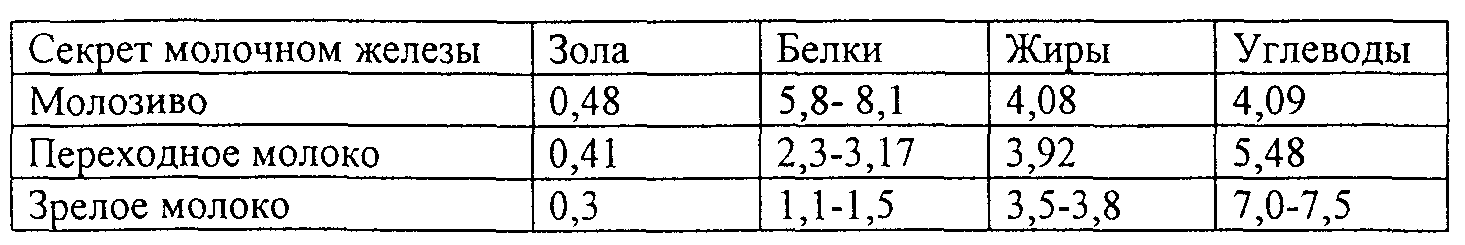 Секрет молочном железы Зола Белки Жиры Углеводы
Молозиво 0,48 5,8- 8,1 4,08 4,09
Переходное молоко 0,41 2,3-3,17 3,92 5,48
Зрелое молоко 0,3 1,1-1,5 3,5-3,8 7,0-7,5